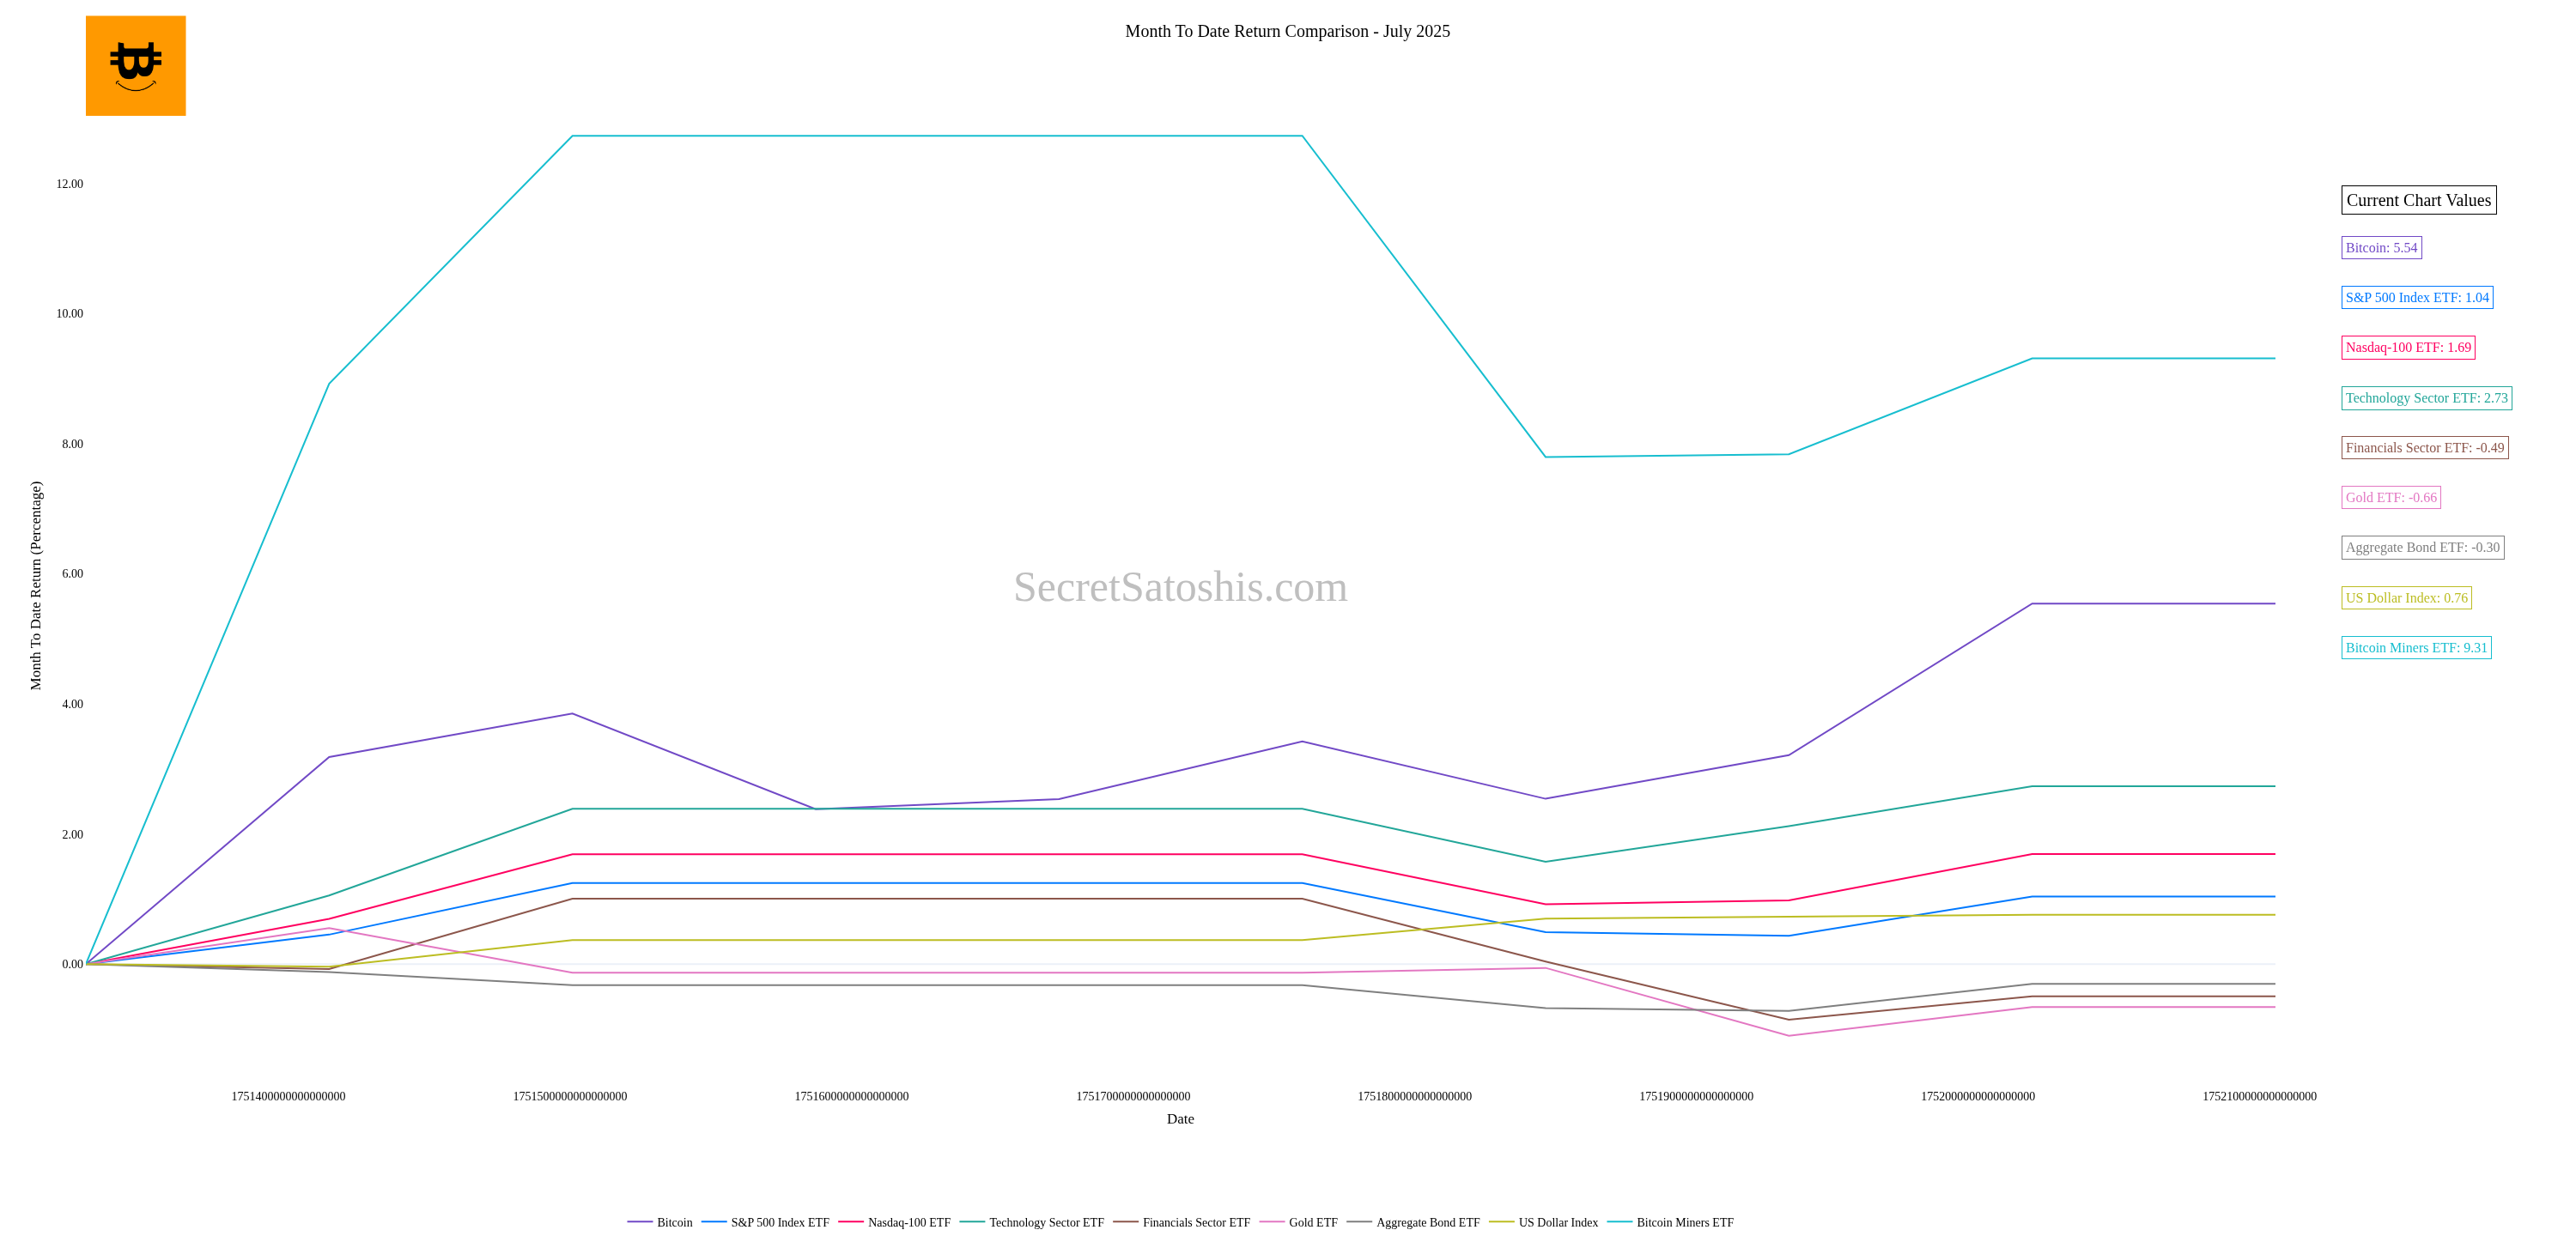 Month To Date Return Comparison - July 2025
12.00
10.00
8.00
6.00
4.00
2.00
0.00
Month To Date Return (Percentage)
SecretSatoshis.com
Current Chart Values
Bitcoin: 5.54
S&P 500 Index ETF: 1.04
Nasdaq-100 ETF: 1.69
Technology Sector ETF: 2.73
Financials Sector ETF: -0.49
Gold ETF: -0.66
Aggregate Bond ETF: -0.30
US Dollar Index: 0.76
Bitcoin Miners ETF: 9.31
1751400000000000000 1751500000000000000 1751600000000000000 1751700000000000000 1751800000000000000 1751900000000000000 1752000000000000000 1752100000000000000
Date
Bitcoin S&P 500 Index ETF Nasdaq-100 ETF Technology Sector ETF Financials Sector ETF Gold ETF Aggregate Bond ETF US Dollar Index Bitcoin Miners ETF